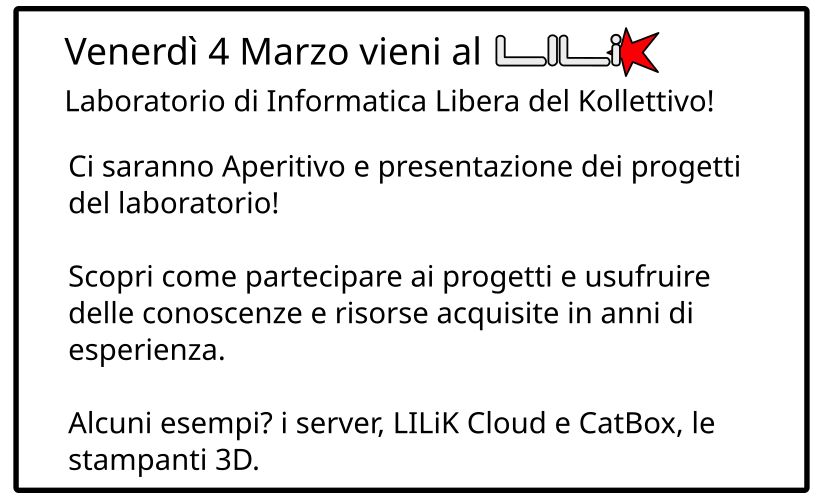 Venerdì 4 Marzo vieni al LILiK
Laboratorio di Informatica Libera del Kollettivo!
Ci saranno Aperitivo e presentazione dei progetti
del laboratorio!
Scopri come partecipare ai progetti e usufruire
delle conoscenze e risorse acquisite in anni di
esperienza.
Alcuni esempi? i server, LILiK Cloud e CatBox, le
stampanti 3D.